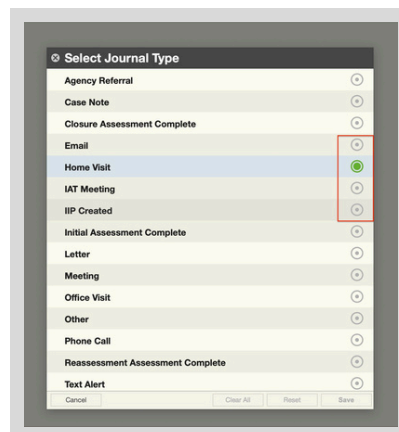 Select Journal Type
Agency Referral
Case Note
Closure Assessment Complete
Email
Home Visit
IAT Meeting
IIP Created
Initial Assessment Complete
Letter
Meeting
Office Visit
Other
Phone Call
Reassessment Assessment Complete
Text Alert
Cancel Clear All Reset Save